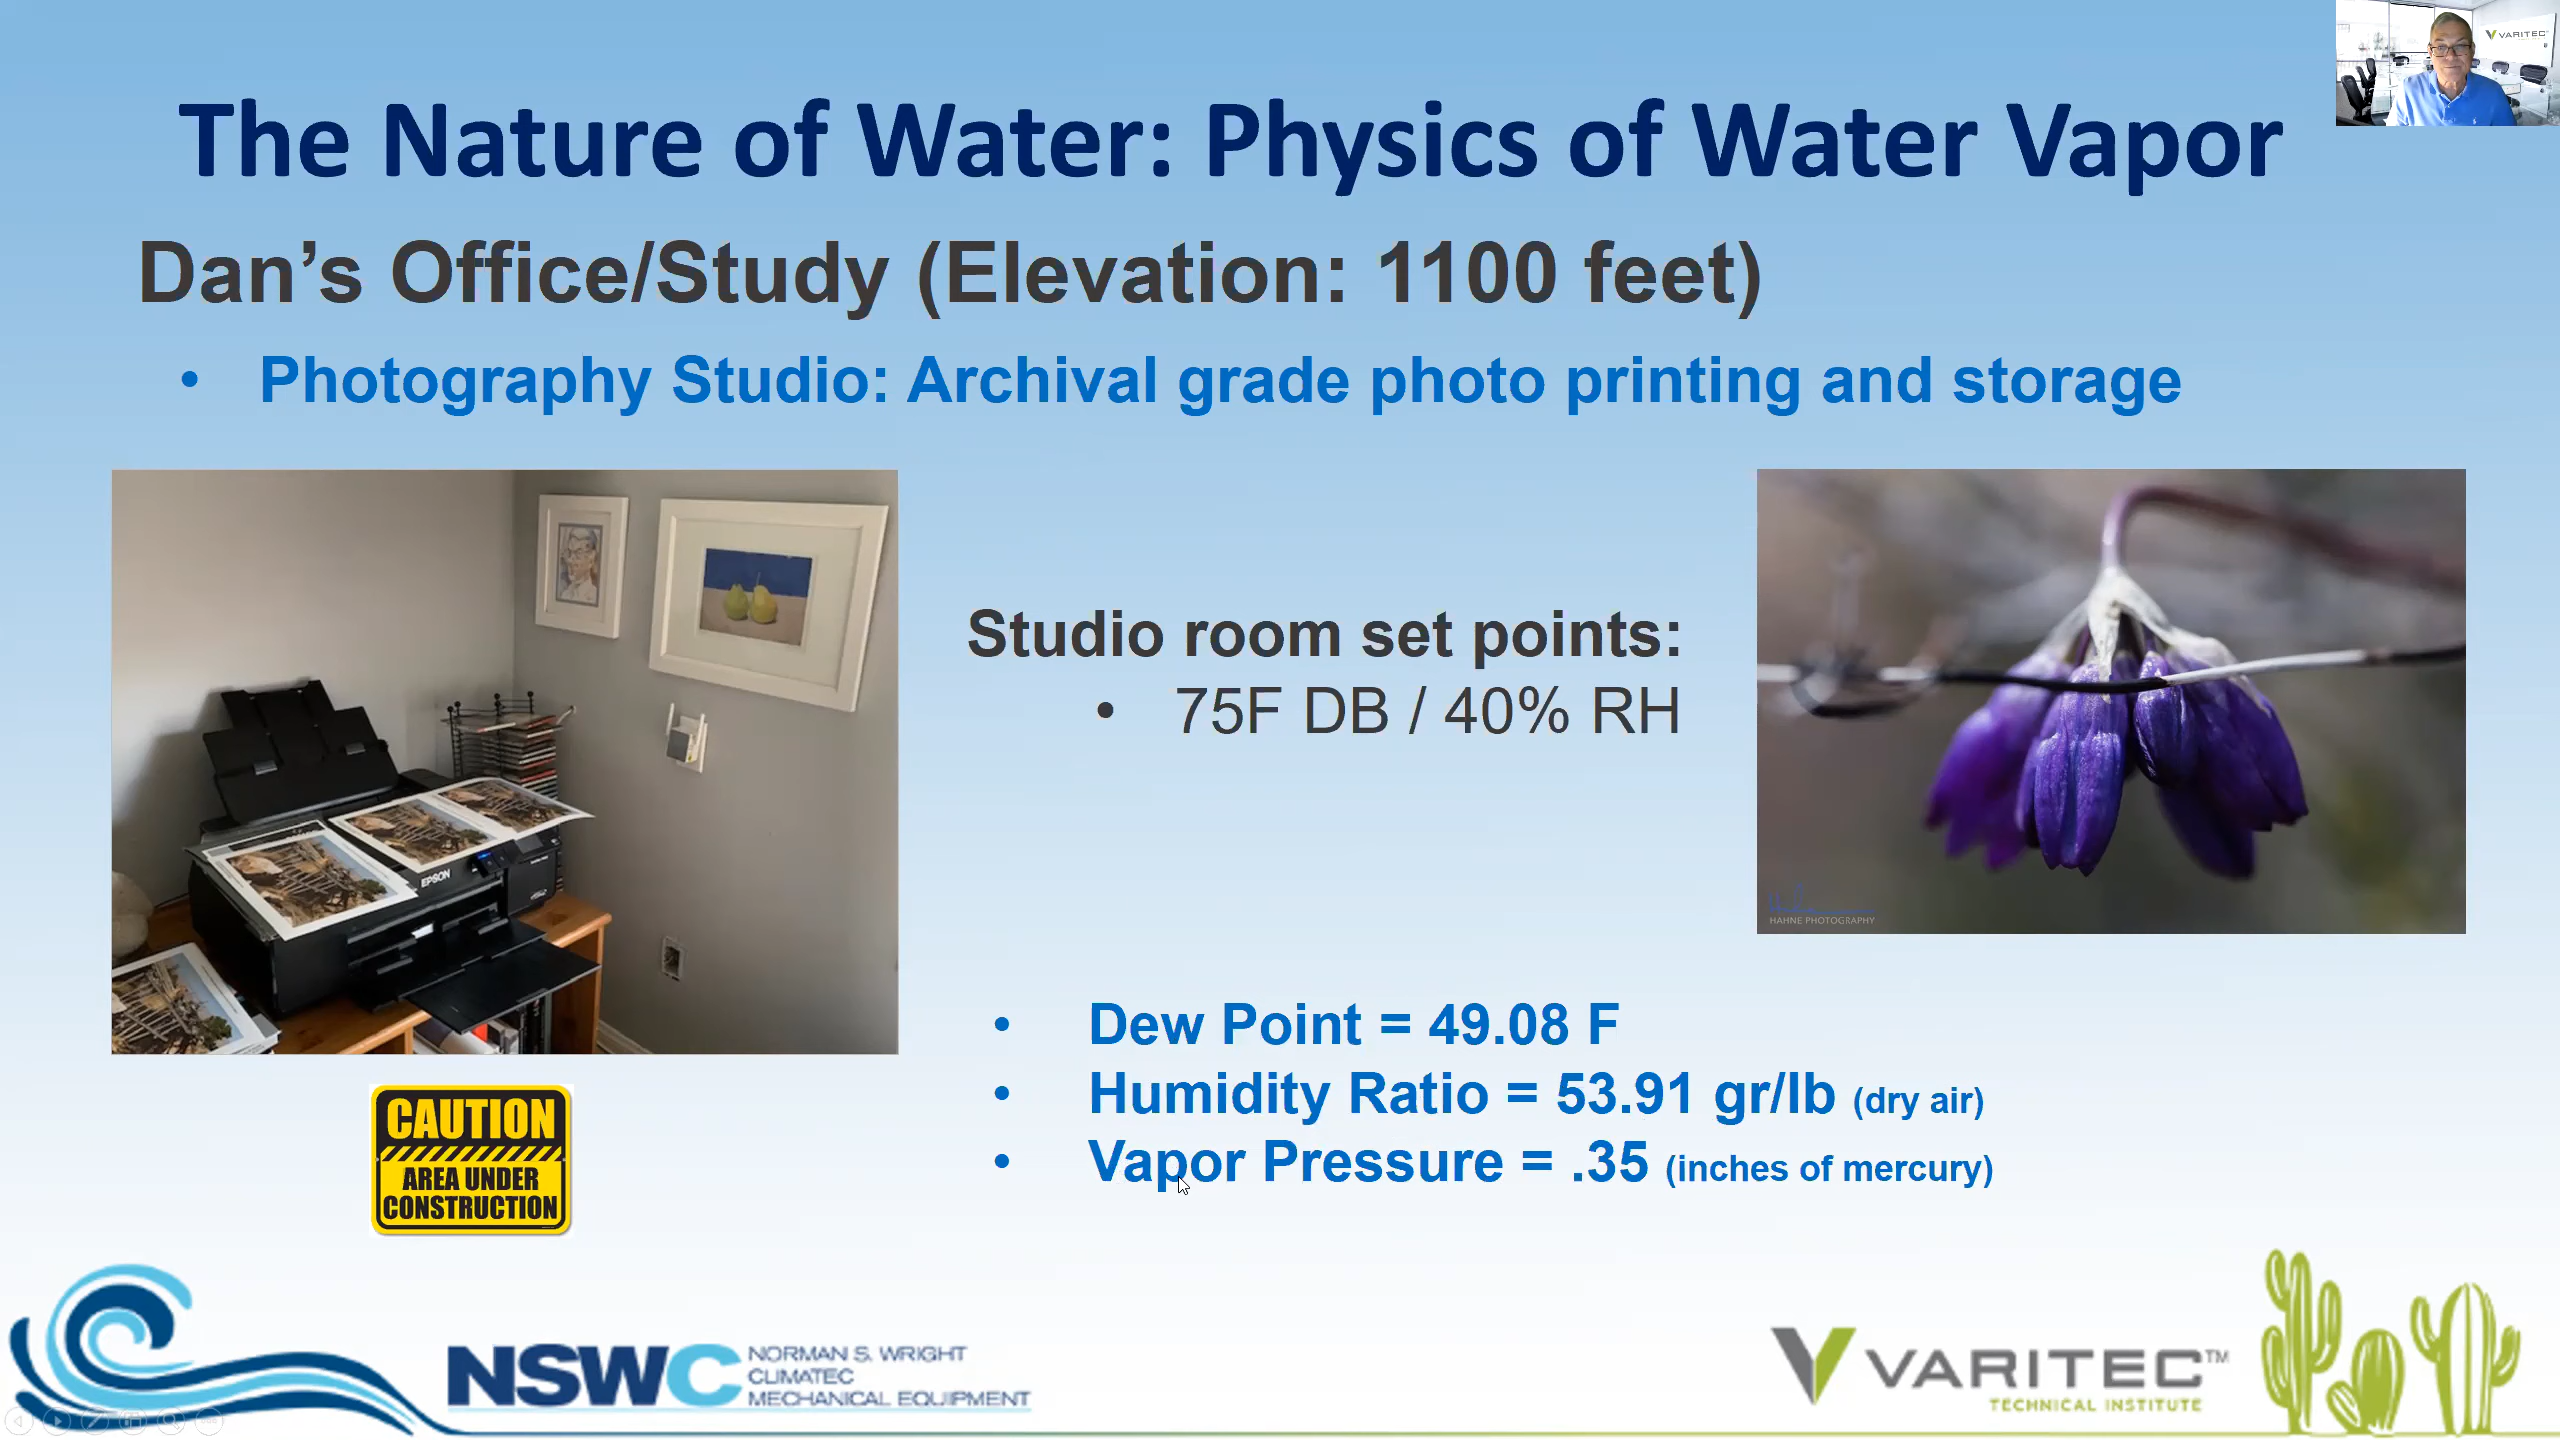 VARITEC
The Nature of Water: Physics of Water Vapor
Dan’s Office/Study (Elevation: 1100 feet)
• Photography Studio: Archival grade photo printing and storage
EPSON
Studio room set points:
• 75F DB / 40% RH
HAHNE PHOTOGRAPHY
• Dew Point = 49.08 F
• Humidity Ratio = 53.91 gr/lb (dry air)
• Vapor Pressure = .35 (inches of mercury)
CAUTION
AREA UNDER
CONSTRUCTION
NSWC
NORMAN S. WRIGHT
CLIMATEC
MECHANICAL EQUIPMENT
VARITEC™
TECHNICAL INSTITUTE